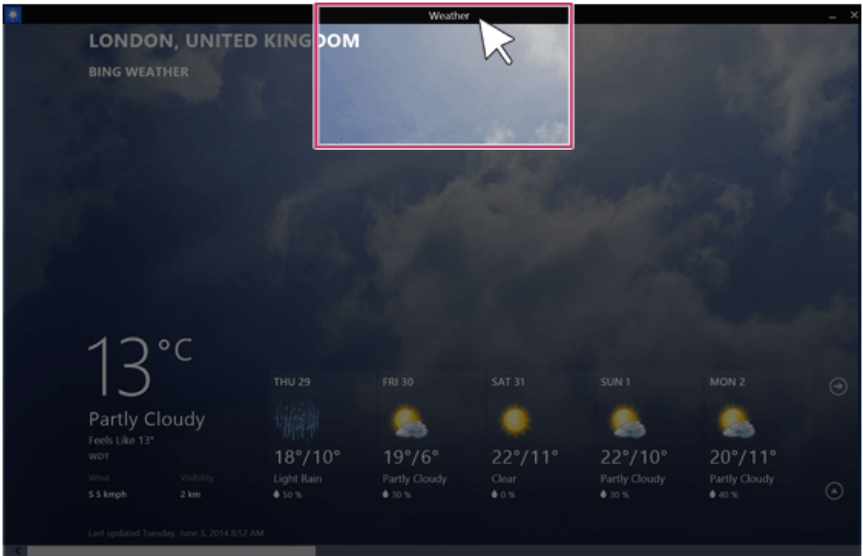 Weather
LONDON, UNITED KINGDOM
BING WEATHER
13°C
Partly Cloudy
Feels Like 13°
WDT
Wind Visibility
S 5 kmph 2 km
THU 29 FRI 30 SAT 31 SUN 1 MON 2
18°/10° 19°/6° 22°/11° 22°/10° 20°/11°
Light Rain Partly Cloudy Clear Partly Cloudy Partly Cloudy
50 % 30 % 0 % 30 % 40 %
Last updated Tuesday, June 3, 2014 8:52 AM